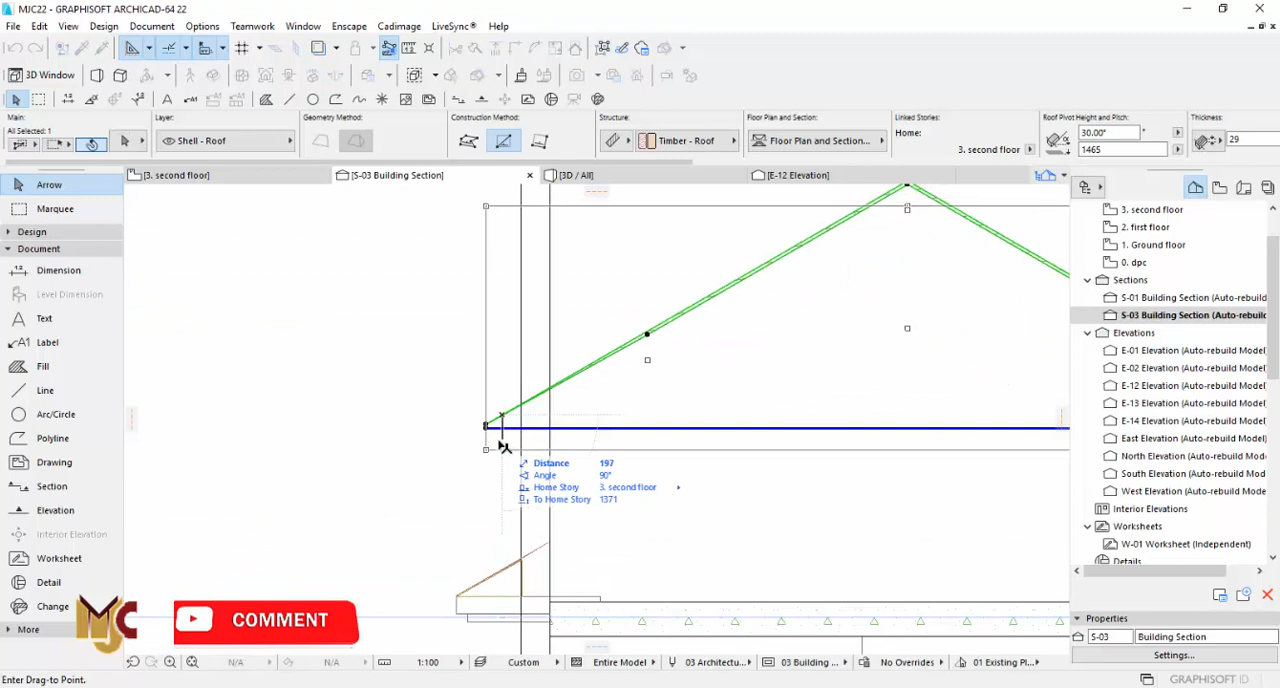 MJC22 - GRAPHISOFT ARCHICAD-64 22
File Edit View Design Document Options Teamwork Window Enscape Cadimage LiveSync® Help
3D Window
Main: Layer: Geometry Method: Construction Method: Structure: Floor Plan and Section: Linked Stories: Roof Pivot Height and Pitch: Thickness:
All Selected: 1
Shell - Roof
Timber - Roof
Floor Plan and Section...
Home:
3. second floor
30.00°
1465
29
Arrow
Marquee
Design
Document
Dimension
Level Dimension
Text
Label
Fill
Line
Arc/Circle
Polyline
Drawing
Section
Elevation
Interior Elevation
Worksheet
Detail
Change
More
[3. second floor]
[S-03 Building Section]
[3D / All]
[E-12 Elevation]
Distance 197
Angle 90°
Home Story 3. second floor
To Home Story 1371
3. second floor
2. first floor
1. Ground floor
0. dpc
Sections
S-01 Building Section (Auto-rebuild
S-03 Building Section (Auto-rebuild
Elevations
E-01 Elevation (Auto-rebuild Model)
E-02 Elevation (Auto-rebuild Model)
E-12 Elevation (Auto-rebuild Model)
E-13 Elevation (Auto-rebuild Model)
E-14 Elevation (Auto-rebuild Model)
East Elevation (Auto-rebuild Model)
North Elevation (Auto-rebuild Mod
South Elevation (Auto-rebuild Mod
West Elevation (Auto-rebuild Mode
Interior Elevations
Worksheets
W-01 Worksheet (Independent)
Details
Properties
S-03 Building Section
Settings...
MJC
COMMENT
N/A N/A 1:100 Custom Entire Model 03 Architectu... 03 Building ... No Overrides 01 Existing Pl...
Enter Drag-to Point.
GRAPHISOFT ID